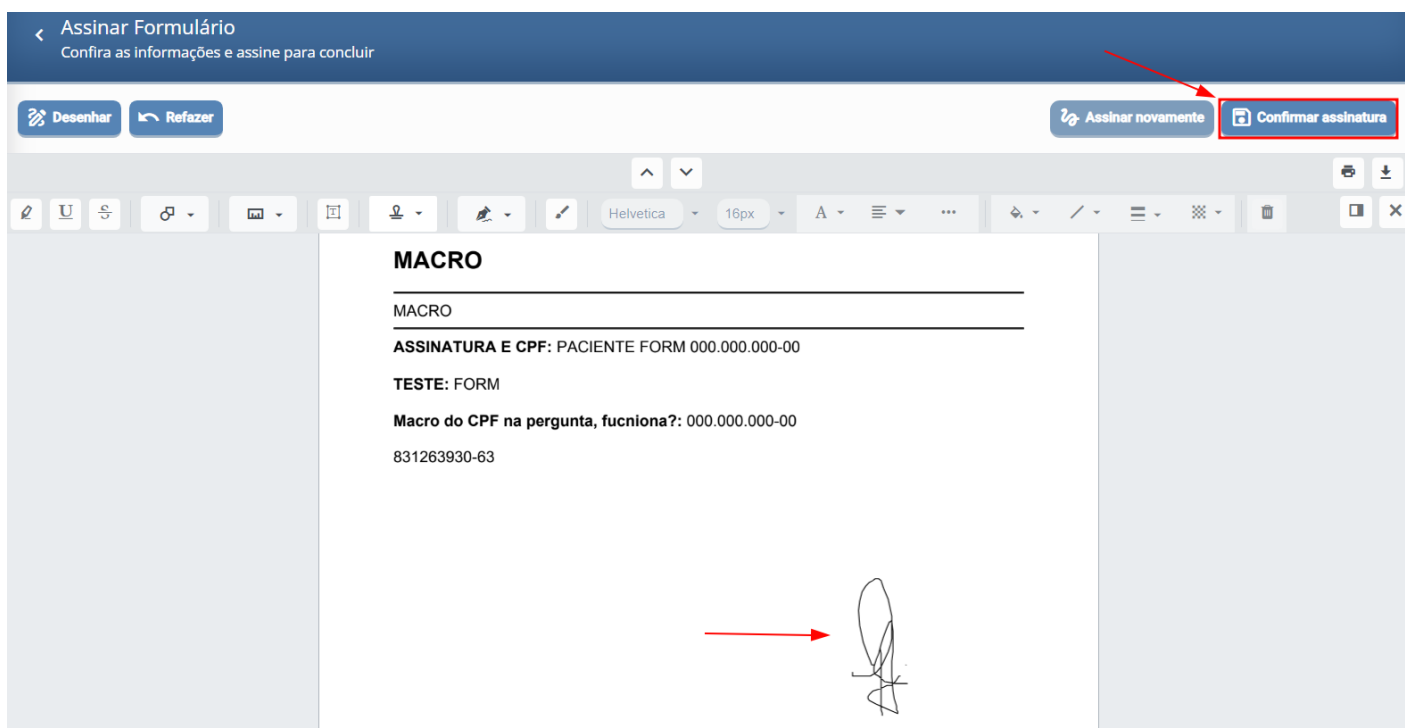 Assinar Formulário
Confira as informações e assine para concluir
Desenhar Refazer Assinar novamente Confirmar assinatura
U S T Helvetica 16px A
MACRO
MACRO
ASSINATURA E CPF: PACIENTE FORM 000.000.000-00
TESTE: FORM
Macro do CPF na pergunta, fucniona?: 000.000.000-00
831263930-63